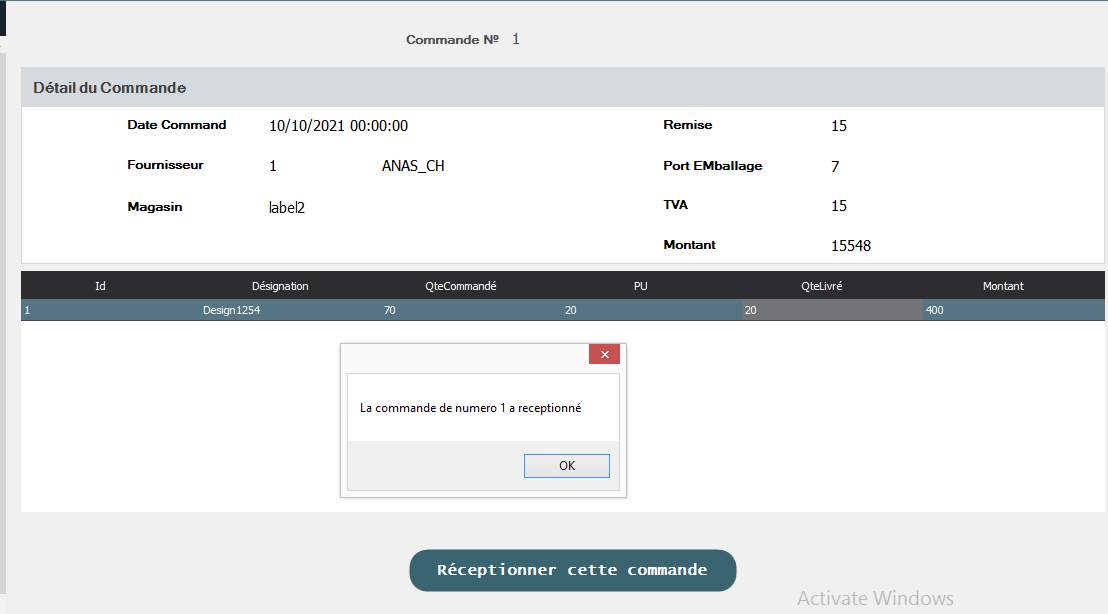 Commande Nº 1
Détail du Commande
Date Command 10/10/2021 00:00:00 Remise 15
Fournisseur 1 ANAS_CH Port EMballage 7
Magasin label2 TVA 15
Montant 15548
Id Désignation QteCommandé PU QteLivré Montant
1 Design1254 70 20 20 400
La commande de numero 1 a receptionné
OK
Réceptionner cette commande
Activate Windows